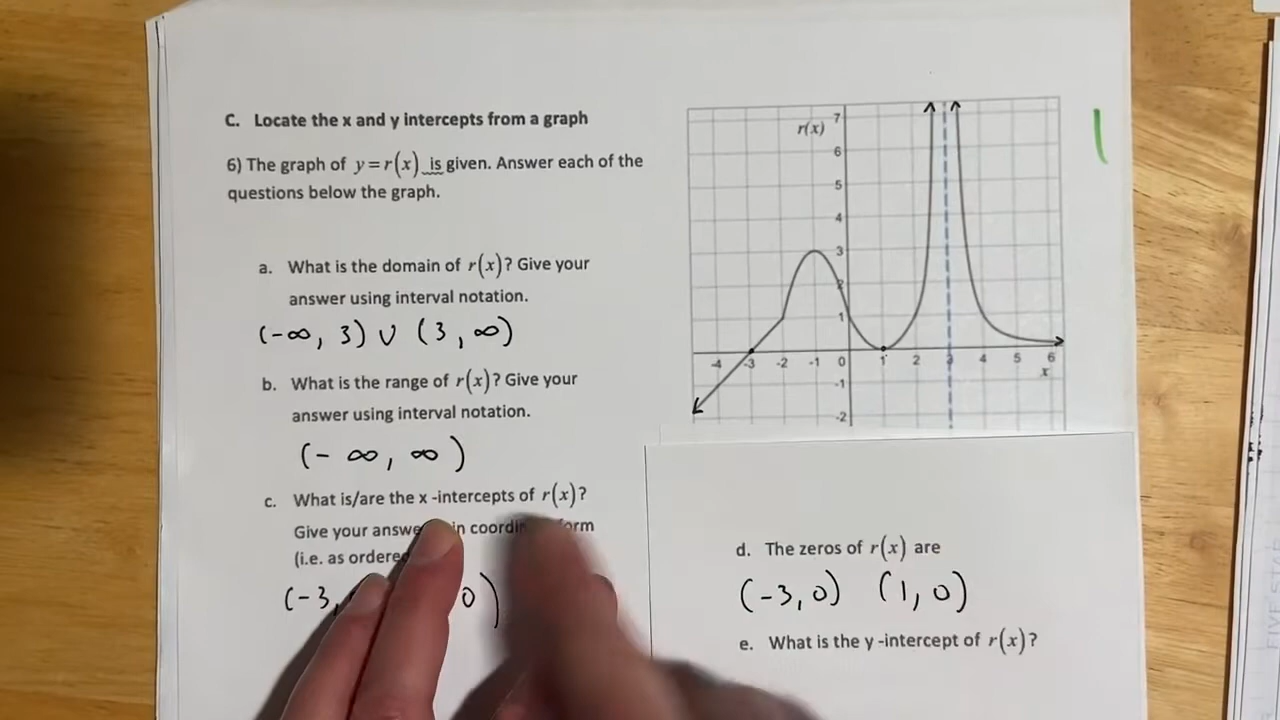 C. Locate the x and y intercepts from a graph
6) The graph of y=r(x) is given. Answer each of the
questions below the graph.
a. What is the domain of r(x)? Give your
answer using interval notation.
(-∞, 3) ∪ (3, ∞)
b. What is the range of r(x)? Give your
answer using interval notation.
(- ∞, ∞)
c. What is/are the x -intercepts of r(x)?
Give your in
(i.e. as
(-3, 0)
r(x)
7
6
5
4
3
2
1
-4 -3 -2 -1 0 1 2 3 4 5 6
x
-1
-2
d. The zeros of r(x) are
(-3, 0) (1, 0)
e. What is the y -intercept of r(x)?